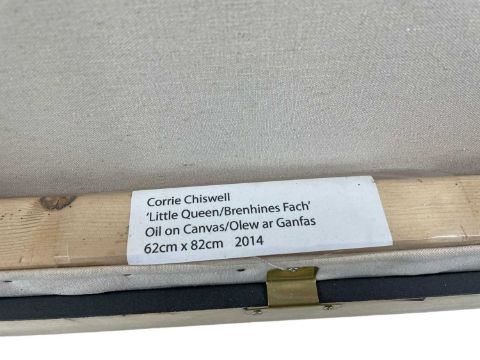 Corrie Chiswell
‘Little Queen/Brenhines Fach’
Oil on Canvas/Olew ar Ganfas
62cm x 82cm 2014